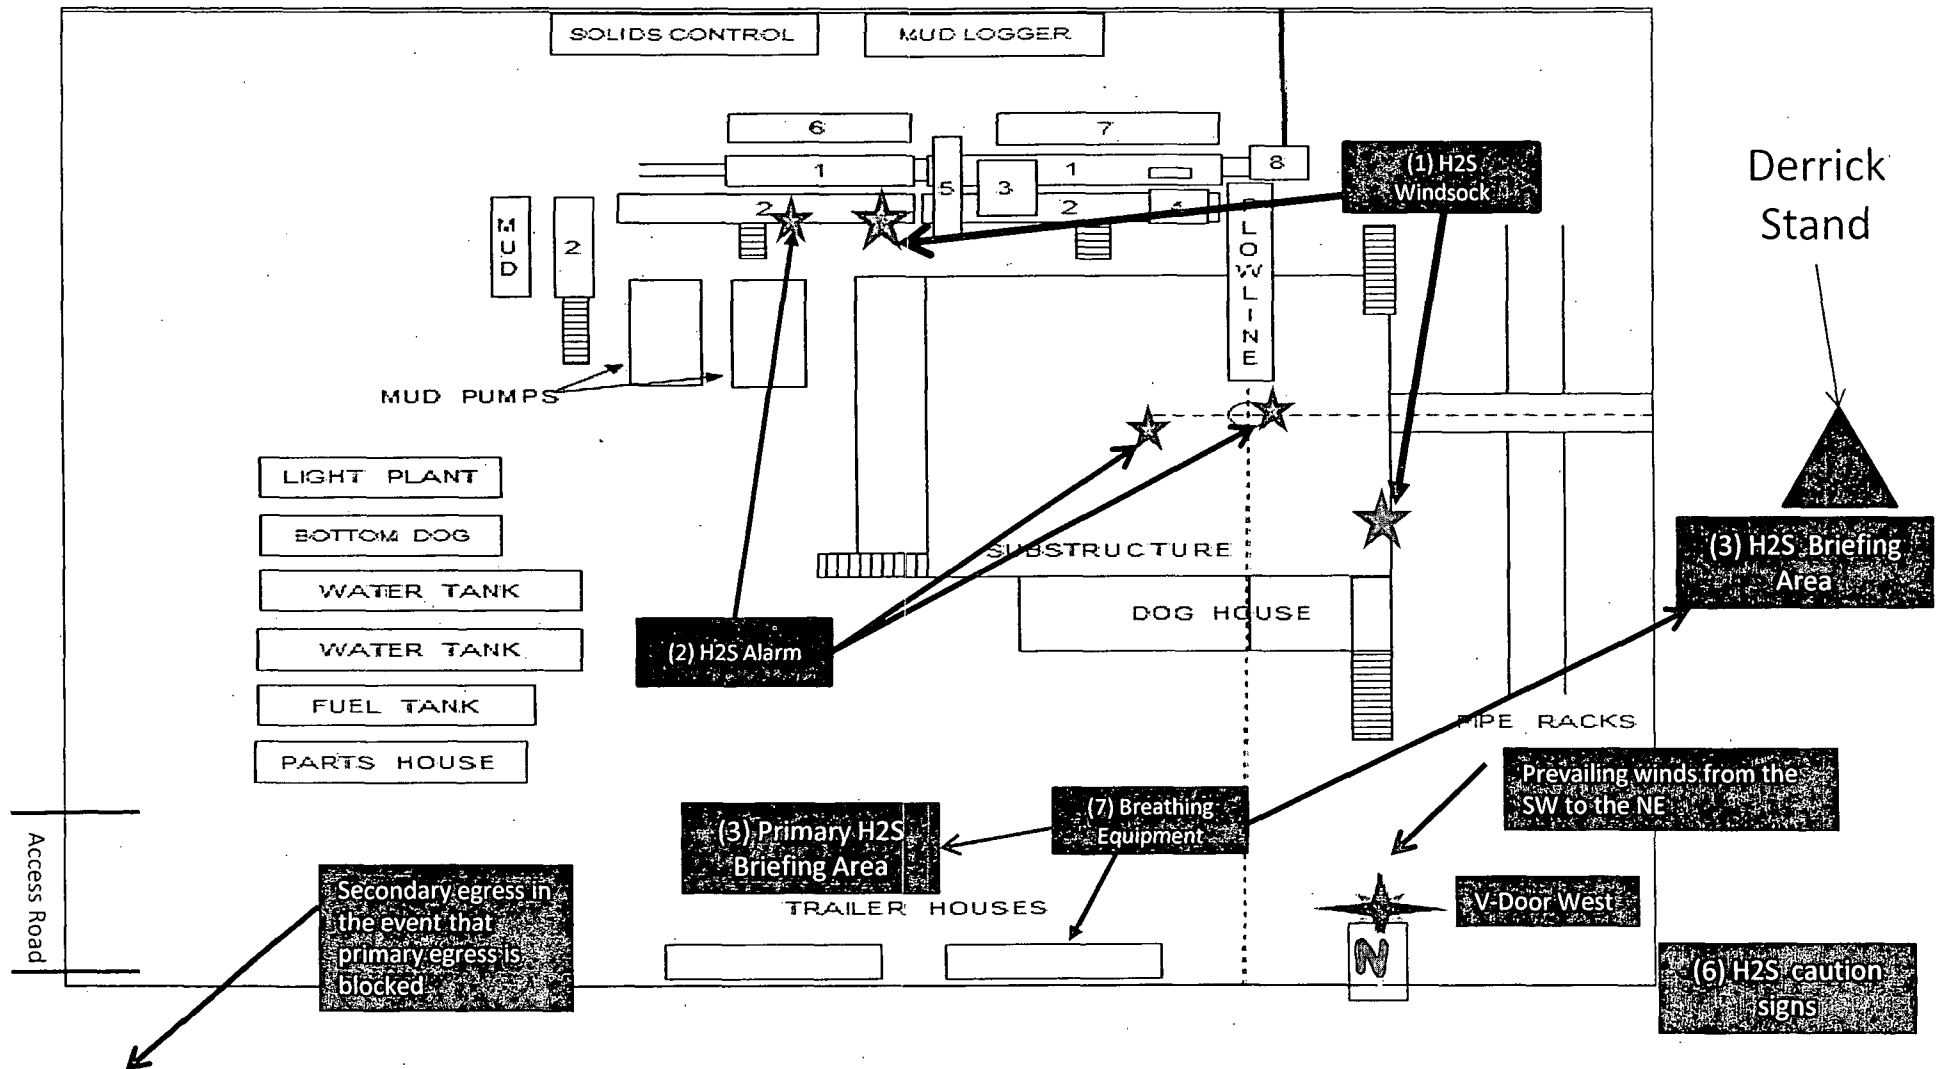 SOLIDS CONTROL
MUD LOGGER
6
7
1
1
8
5
3
2
2
4
(1) H2S
Windsock
Derrick
Stand
MUD
2
FLOWLINE
MUD PUMPS
LIGHT PLANT
BOTTOM DOG
WATER TANK
WATER TANK
FUEL TANK
PARTS HOUSE
SUBSTRUCTURE
DOG HOUSE
(2) H2S Alarm
(3) H2S Briefing
Area
PIPE RACKS
Prevailing winds from the
SW to the NE
(7) Breathing
Equipment
(3) Primary H2S
Briefing Area
TRAILER HOUSES
V-Door West
N
(6) H2S caution
signs
Access Road
Secondary egress in
the event that
primary egress is
blocked